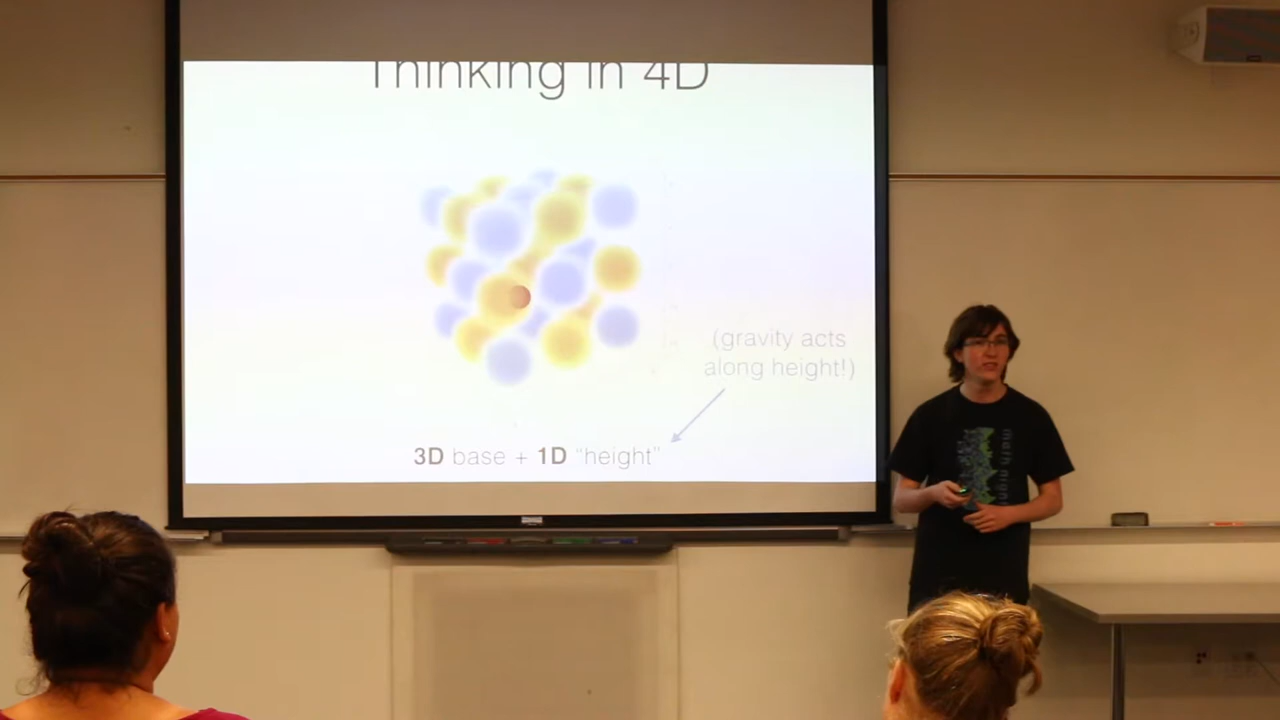 Thinking in 4D
(gravity acts
along height!)
3D base + 1D “height”